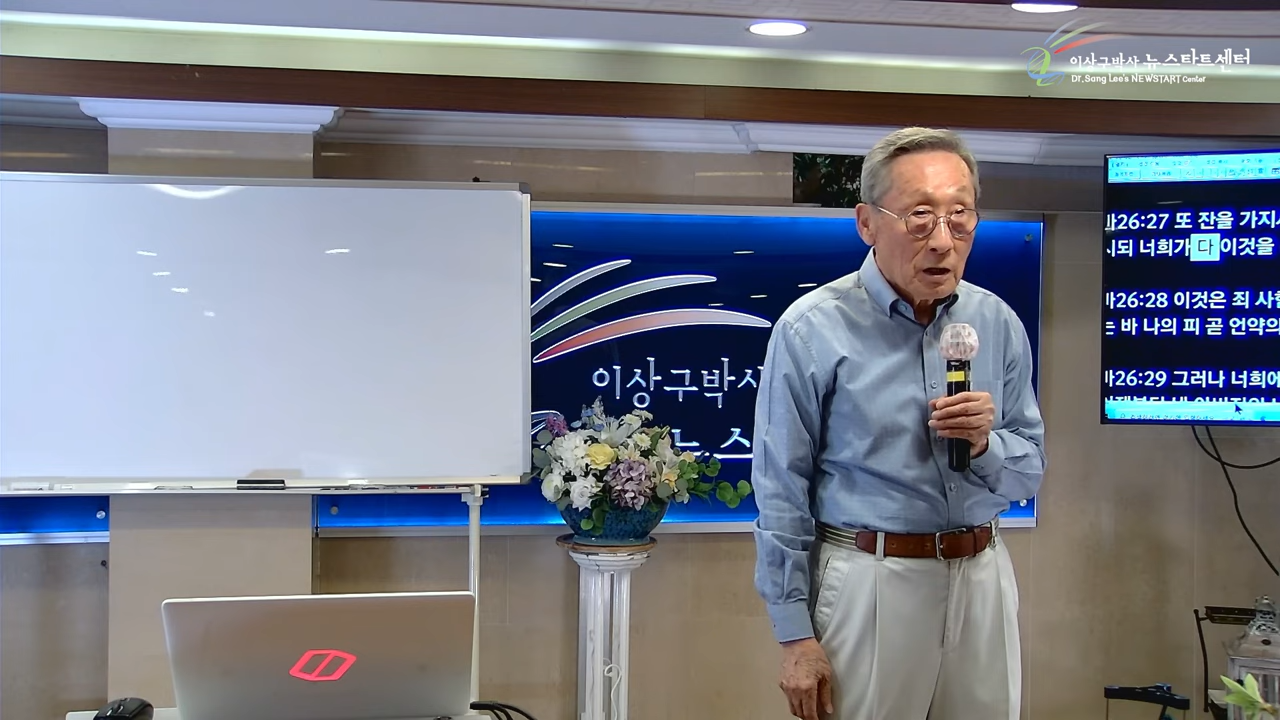 이상구박사 뉴스타트센터
Dr. Sang Lee's NEWSTART Center
이상구박사
뉴 스
마26:27 또 잔을 가지사
시되 너희가 다 이것을
마26:28 이것은 죄 사함
는 바 나의 피 곧 언약의
마26:29 그러나 너희에